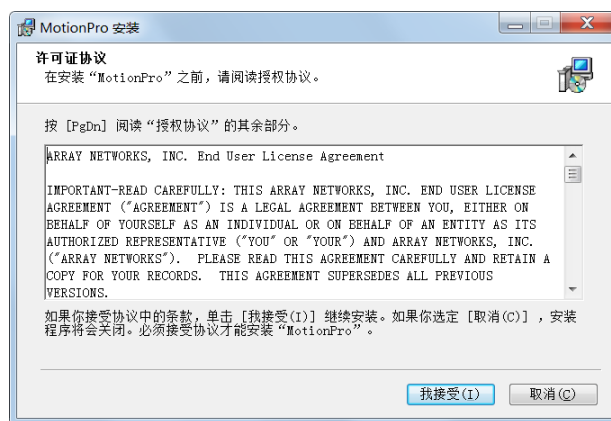 MotionPro 安装
许可证协议
在安装“MotionPro”之前，请阅读授权协议。
按 [PgDn] 阅读“授权协议”的其余部分。
ARRAY NETWORKS, INC. End User License Agreement
IMPORTANT-READ CAREFULLY: THIS ARRAY NETWORKS, INC. END USER LICENSE
AGREEMENT ("AGREEMENT") IS A LEGAL AGREEMENT BETWEEN YOU, EITHER ON
BEHALF OF YOURSELF AS AN INDIVIDUAL OR ON BEHALF OF AN ENTITY AS ITS
AUTHORIZED REPRESENTATIVE ("YOU" OR "YOUR") AND ARRAY NETWORKS, INC.
("ARRAY NETWORKS").  PLEASE READ THIS AGREEMENT CAREFULLY AND RETAIN A
COPY FOR YOUR RECORDS.  THIS AGREEMENT SUPERSEDES ALL PREVIOUS
VERSIONS.
如果你接受协议中的条款，单击 [我接受(I)] 继续安装。如果你选定 [取消(C)] ，安装
程序将会关闭。必须接受协议才能安装“MotionPro”。
我接受(I)
取消(C)